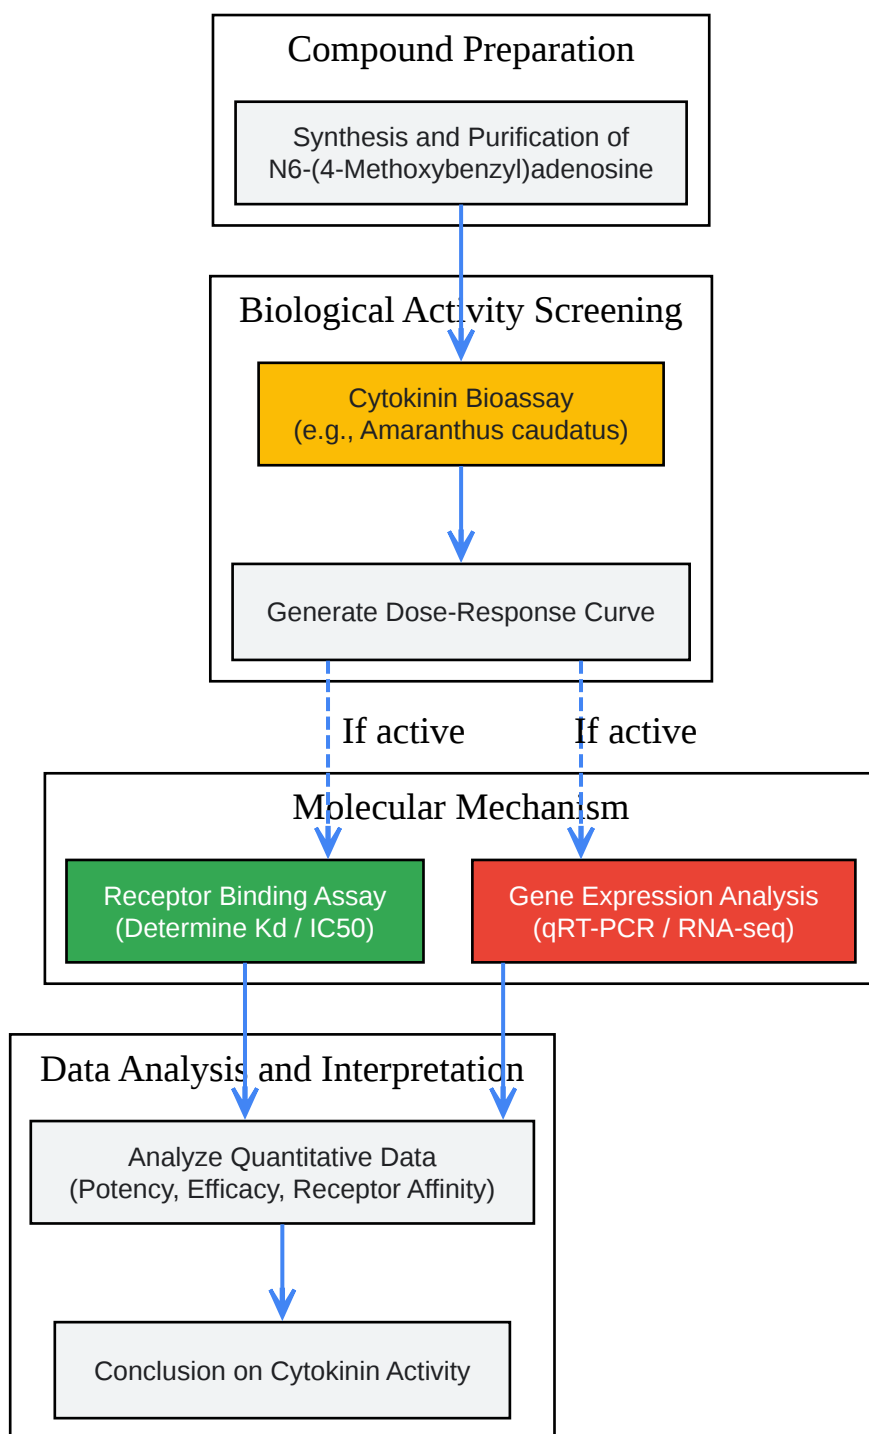 Compound Preparation
Synthesis and Purification of
N6-(4-Methoxybenzyl)adenosine
Biological Activity Screening
Cytokinin Bioassay
(e.g., Amaranthus caudatus)
Generate Dose-Response Curve
If active
If active
Molecular Mechanism
Receptor Binding Assay
(Determine Kd / IC50)
Gene Expression Analysis
(qRT-PCR / RNA-seq)
Data Analysis and Interpretation
Analyze Quantitative Data
(Potency, Efficacy, Receptor Affinity)
Conclusion on Cytokinin Activity